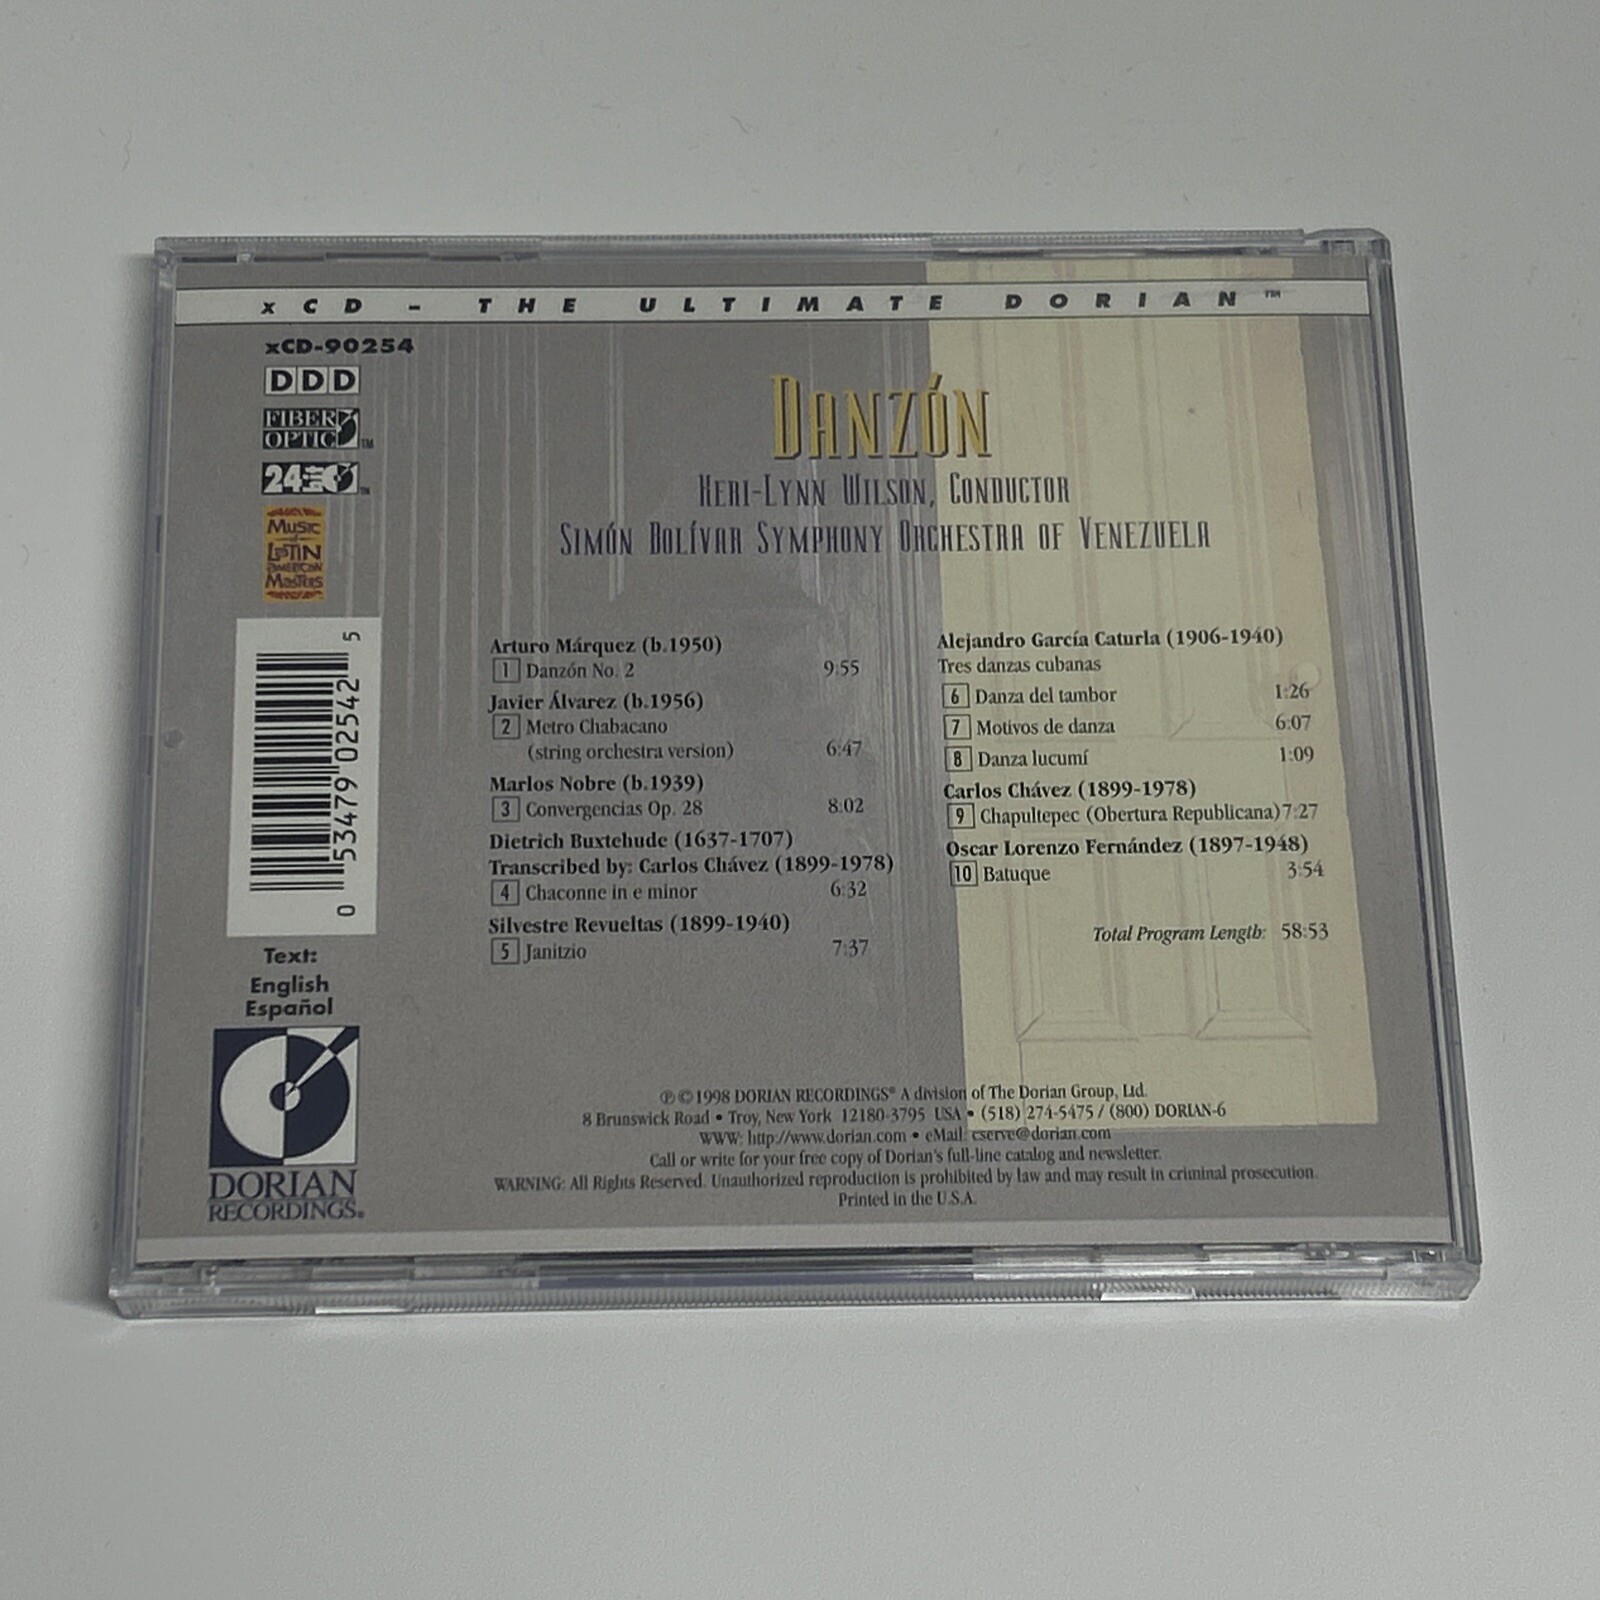 xCD - THE ULTIMATE DORIAN™
xCD-90254
DDD
FIBER
OPTIC™
24 Bit™
Music
of
LATIN
AMERICAN
MASTERS
0 53479 02542 5
Text:
English
Español
DORIAN
RECORDINGS®
DANZÓN
KERI-LYNN WILSON, CONDUCTOR
SIMÓN BOLÍVAR SYMPHONY ORCHESTRA OF VENEZUELA
Arturo Márquez (b.1950)
1 Danzón No. 2 9:55
Javier Álvarez (b.1956)
2 Metro Chabacano
(string orchestra version) 6:47
Marlos Nobre (b.1939)
3 Convergencias Op. 28 8:02
Dietrich Buxtehude (1637-1707)
Transcribed by: Carlos Chávez (1899-1978)
4 Chaconne in e minor 6:32
Silvestre Revueltas (1899-1940)
5 Janitzio 7:37
Alejandro García Caturla (1906-1940)
Tres danzas cubanas
6 Danza del tambor 1:26
7 Motivos de danza 6:07
8 Danza lucumí 1:09
Carlos Chávez (1899-1978)
9 Chapultepec (Obertura Republicana) 7:27
Oscar Lorenzo Fernández (1897-1948)
10 Batuque 3:54
Total Program Length: 58:53
℗ © 1998 DORIAN RECORDINGS® A division of The Dorian Group, Ltd.
8 Brunswick Road • Troy, New York 12180-3795 USA • (518) 274-5475 / (800) DORIAN-6
WWW: http://www.dorian.com • eMail: cserve@dorian.com
Call or write for your free copy of Dorian's full-line catalog and newsletter.
WARNING: All Rights Reserved. Unauthorized reproduction is prohibited by law and may result in criminal prosecution.
Printed in the U.S.A.